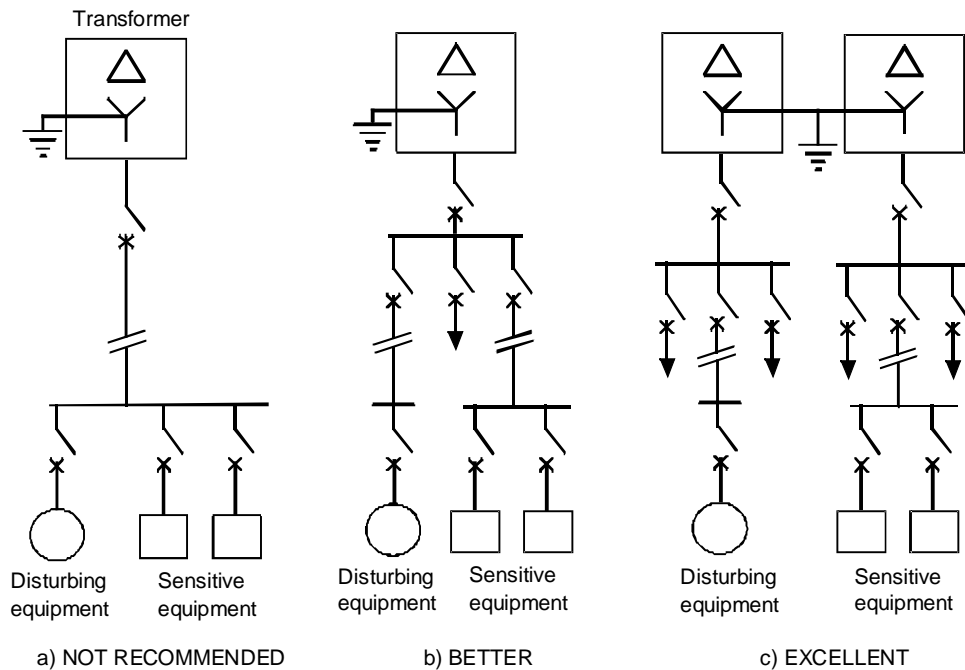 Transformer
Disturbing
equipment
Sensitive
equipment
Disturbing
equipment
Sensitive
equipment
Disturbing
equipment
Sensitive
equipment
a) NOT RECOMMENDED
b) BETTER
c) EXCELLENT